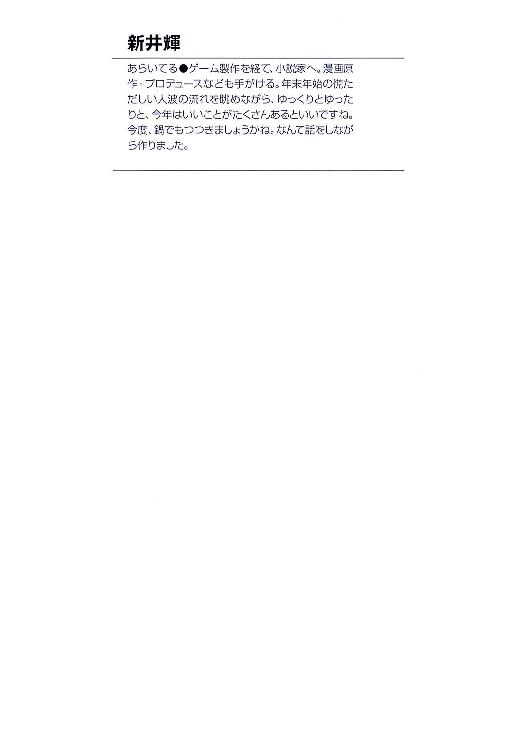 新井輝
あらいてる●ゲーム製作を経て、小説家へ。漫画原
作・プロデュースなども手がける。年末年始の慌た
だしい人波の流れを眺めながら、ゆっくりとゆった
りと、今年はいいことがたくさんあるといいですね。
今度、鍋でもつつきましょうかね。なんて話をしなが
ら作りました。